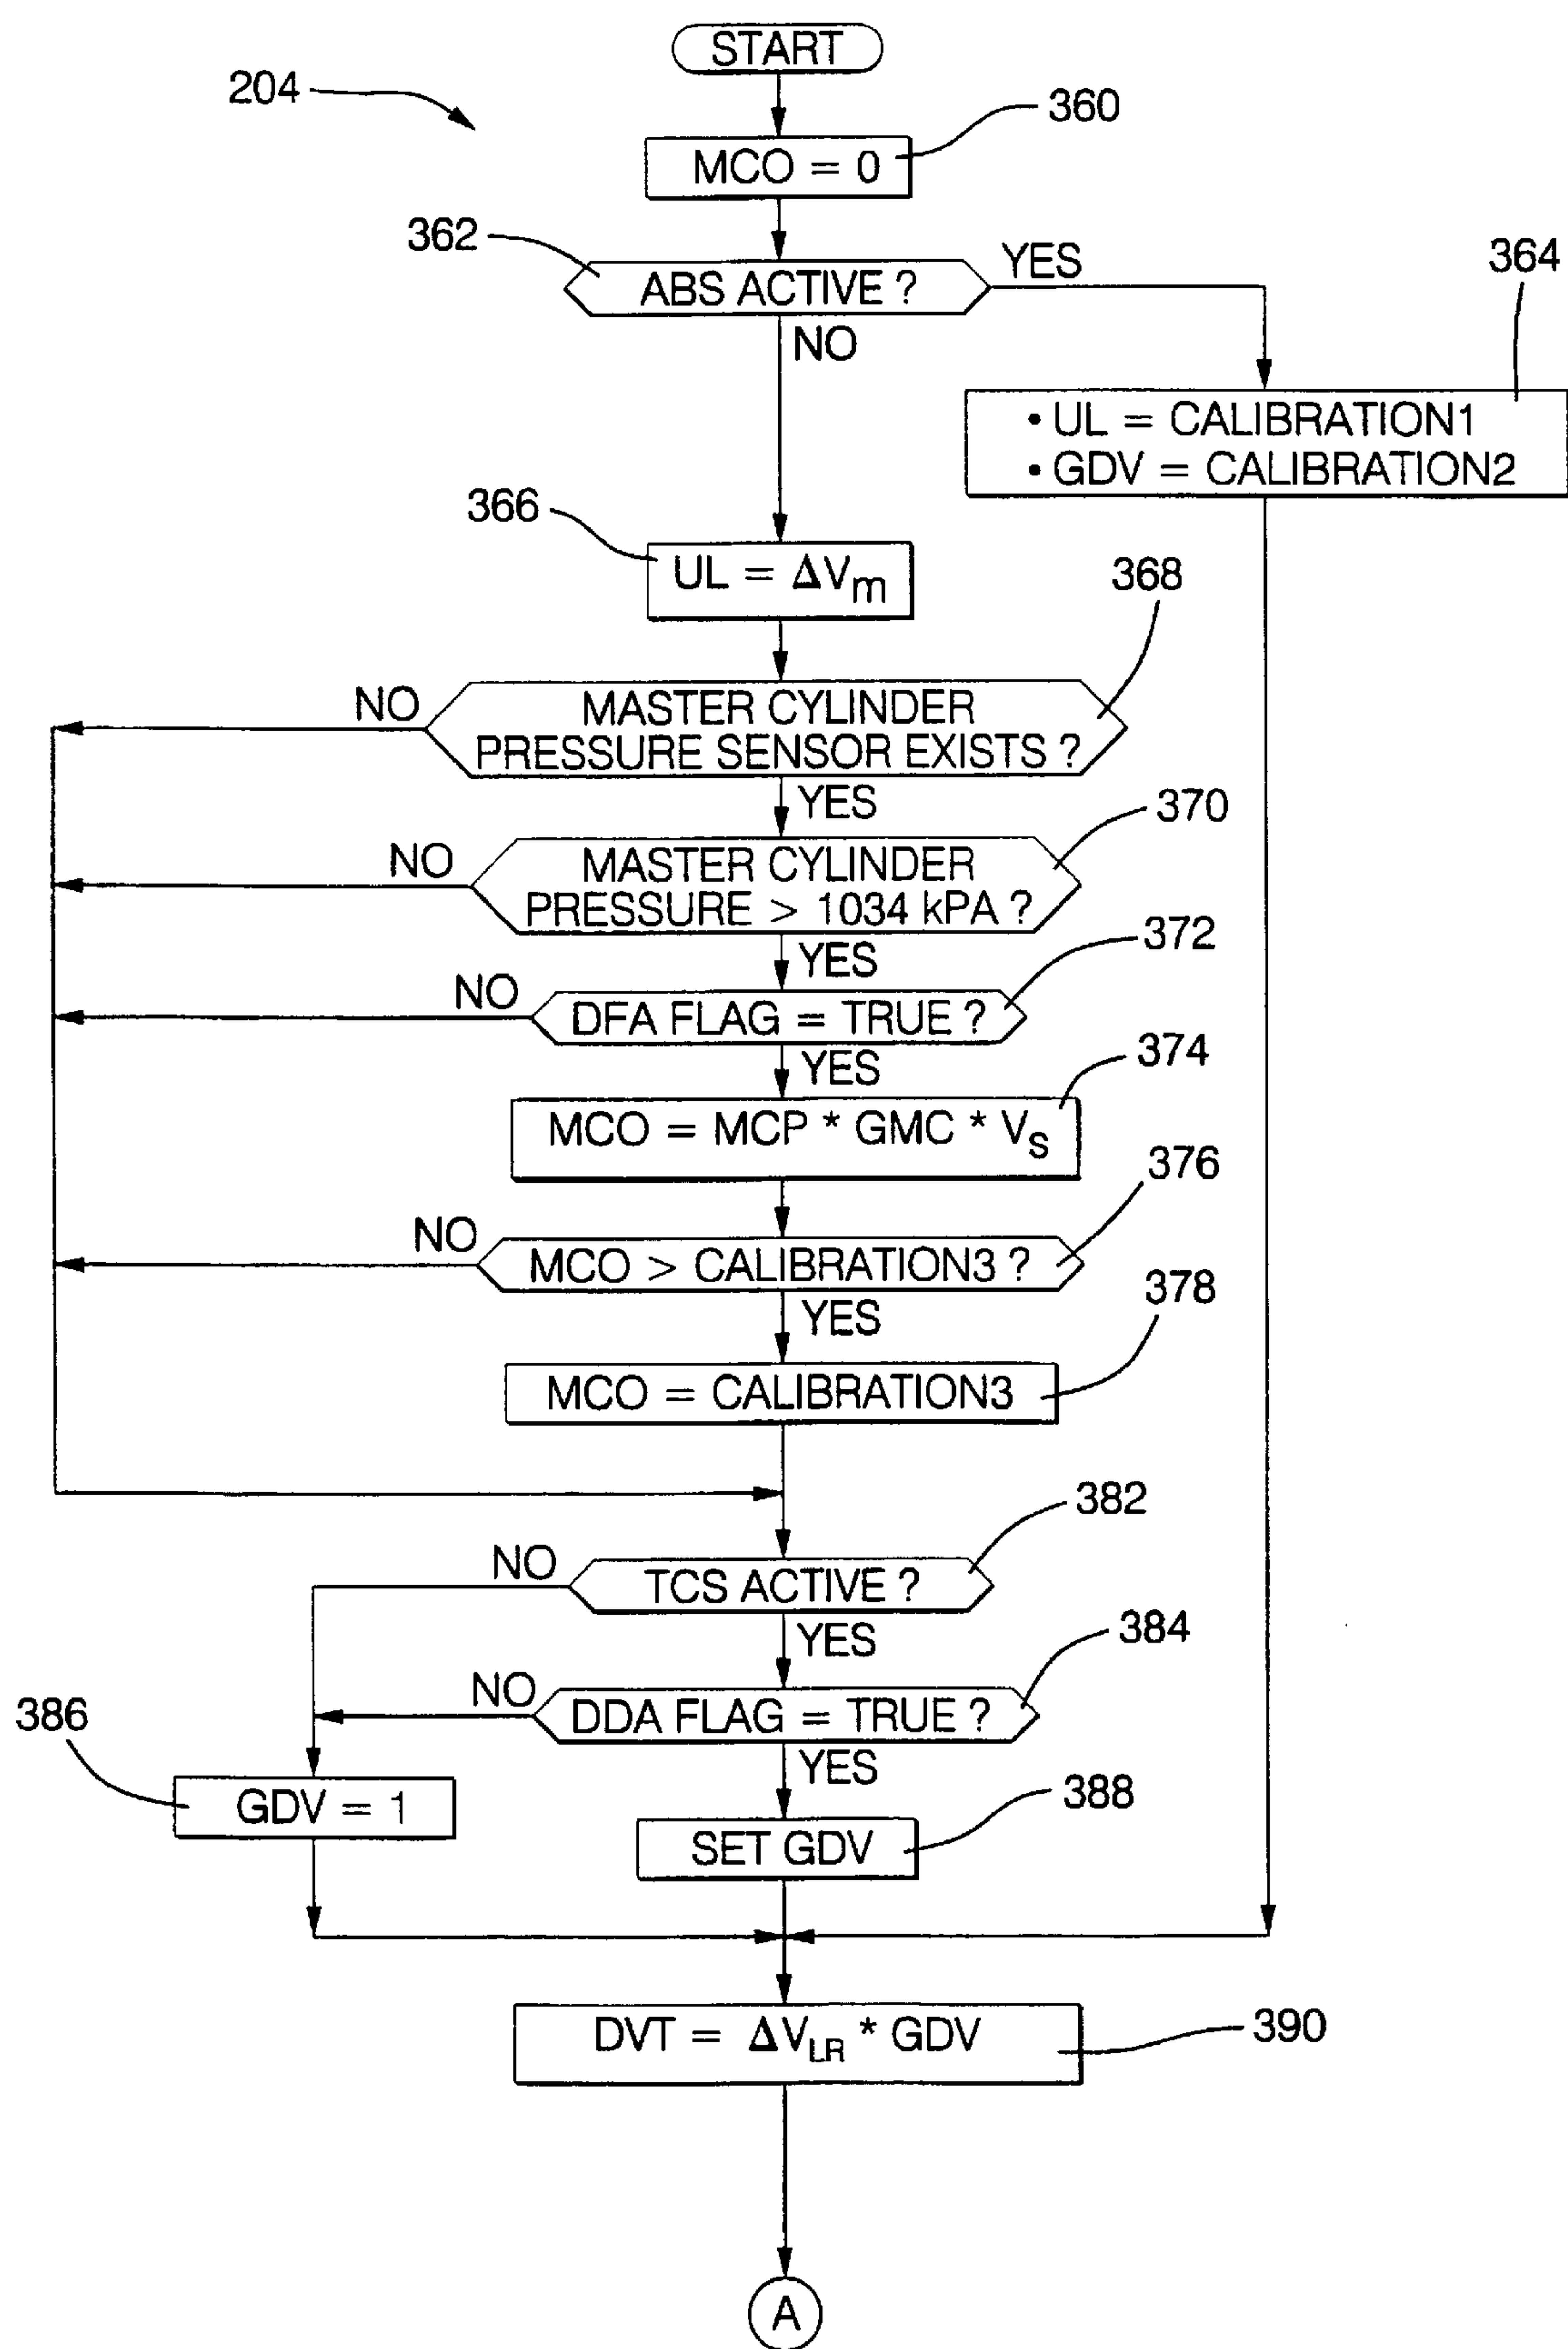 START
204
360
MCO = 0
362
ABS ACTIVE ?
YES
364
NO
• UL = CALIBRATION1
• GDV = CALIBRATION2
366
UL = ΔVm
368
NO
MASTER CYLINDER
PRESSURE SENSOR EXISTS ?
YES
370
NO
MASTER CYLINDER
PRESSURE > 1034 kPA ?
372
YES
NO
DFA FLAG = TRUE ?
374
YES
MCO = MCP * GMC * Vs
376
NO
MCO > CALIBRATION3 ?
378
YES
MCO = CALIBRATION3
382
NO
TCS ACTIVE ?
384
YES
NO
386
DDA FLAG = TRUE ?
YES
388
GDV = 1
SET GDV
390
DVT = ΔVLR * GDV
A